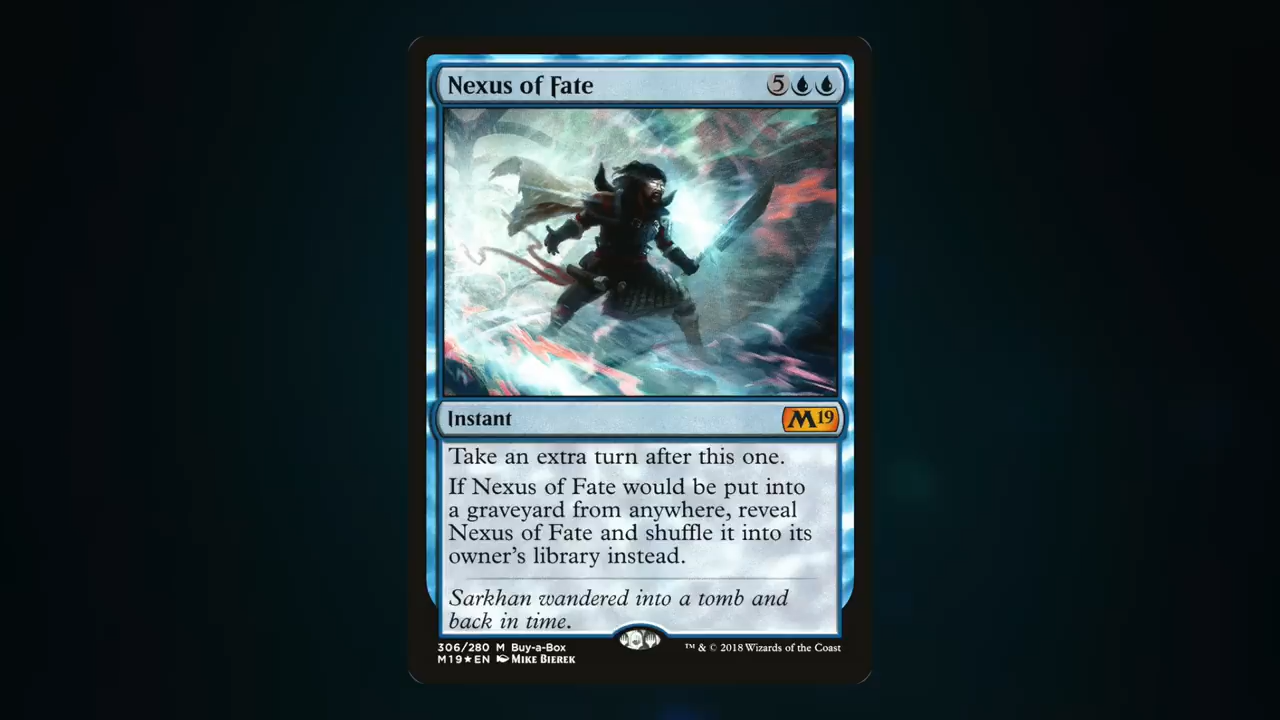 Nexus of Fate
5
Instant
M19
Take an extra turn after this one.
If Nexus of Fate would be put into
a graveyard from anywhere, reveal
Nexus of Fate and shuffle it into its
owner's library instead.
Sarkhan wandered into a tomb and
back in time.
306/280 M Buy-a-Box
M19★EN Mike Bierek
™ & © 2018 Wizards of the Coast